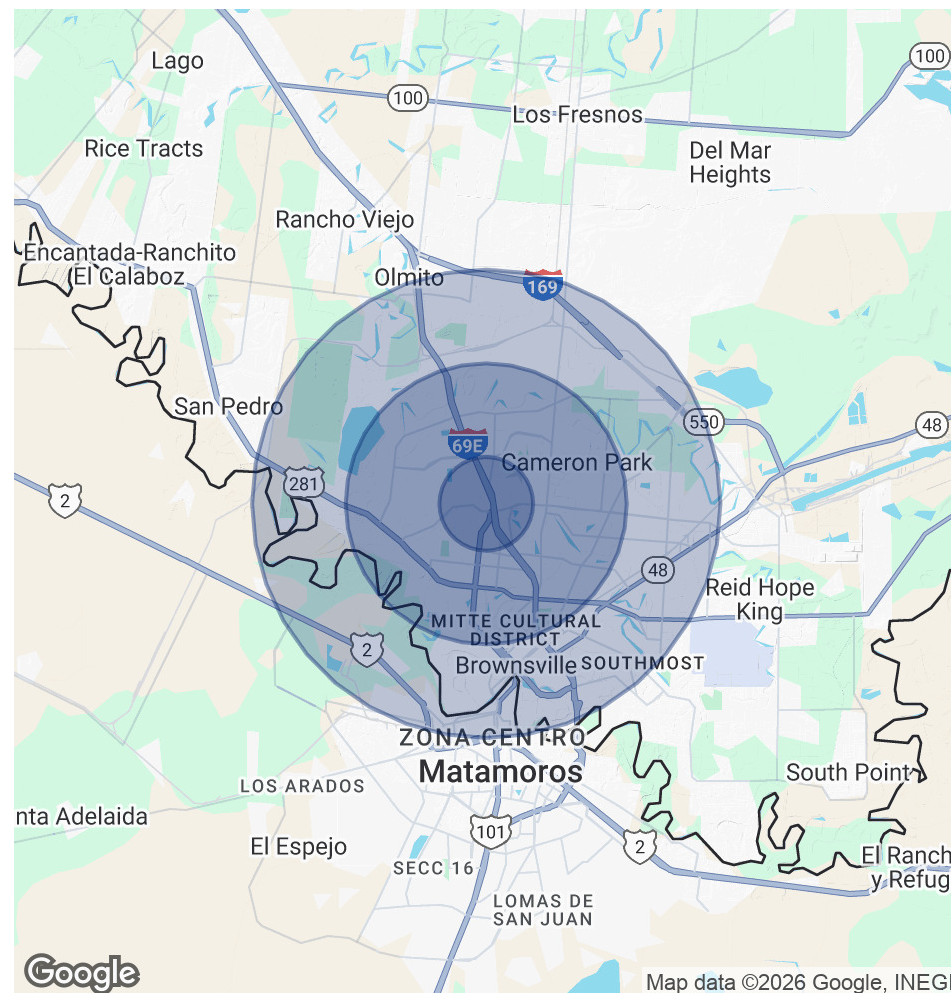 Lago
100
100
Los Fresnos
Rice Tracts
Del Mar
Heights
Rancho Viejo
Encantada-Ranchito
El Calaboz
Olmito
169
San Pedro
550
48
69E
Cameron Park
281
2
48
Reid Hope
King
MITTE CULTURAL
DISTRICT
2
Brownsville
SOUTHMOST
ZONA CENTRO
Matamoros
South Point
LOS ARADOS
nta Adelaida
101
El Espejo
2
El Ranch
y Refug
SECC 16
LOMAS DE
SAN JUAN
Google
Map data ©2026 Google, INEGI